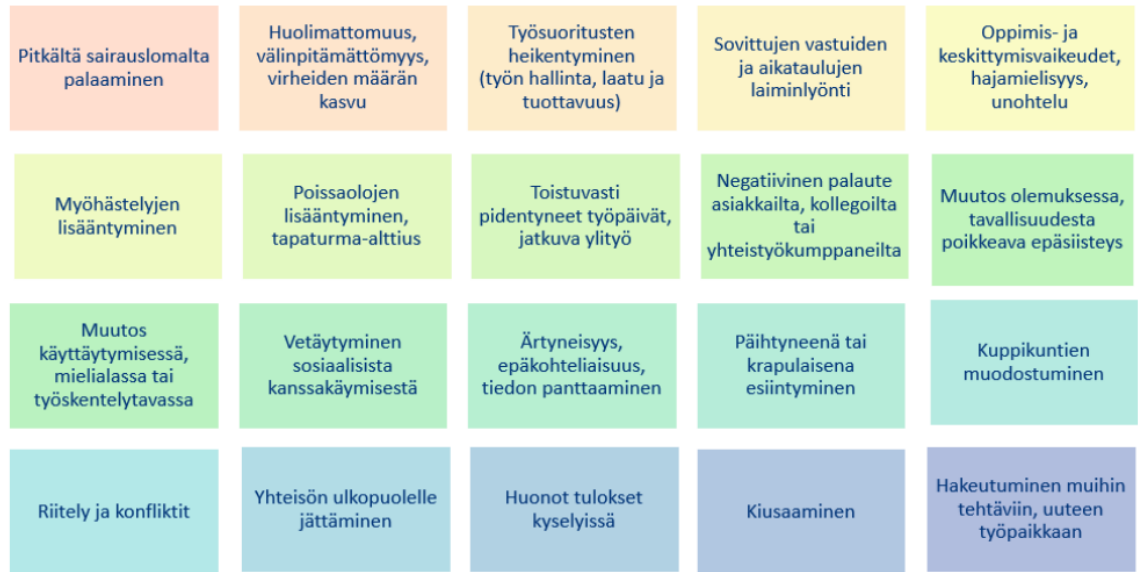 Pitkältä sairauslomalta
palaaminen
Huolimattomuus,
välinpitämättömyys,
virheiden määrän
kasvu
Työsuoritusten
heikentyminen
(työn hallinta, laatu ja
tuottavuus)
Sovittujen vastuiden
ja aikataulujen
laiminlyönti
Oppimis- ja
keskittymisvaikeudet,
hajamielisyys,
unohtelu
Myöhästelyjen
lisääntyminen
Poissaolojen
lisääntyminen,
tapaturma-alttius
Toistuvasti
pidentyneet työpäivät,
jatkuva ylityö
Negatiivinen palaute
asiakkailta, kollegoilta
tai
yhteistyökumppaneilta
Muutos olemuksessa,
tavallisuudesta
poikkeava epäsiisteys
Muutos
käyttäytymisessä,
mielialassa tai
työskentelytavassa
Vetäytyminen
sosiaalisista
kanssakäymisestä
Ärtyneisyys,
epäkohteliaisuus,
tiedon panttaaminen
Päihtyneenä tai
krapulaisena
esiintyminen
Kuppikuntien
muodostuminen
Riitely ja konfliktit
Yhteisön ulkopuolelle
jättäminen
Huonot tulokset
kyselyissä
Kiusaaminen
Hakeutuminen muihin
tehtäviin, uuteen
työpaikkaan